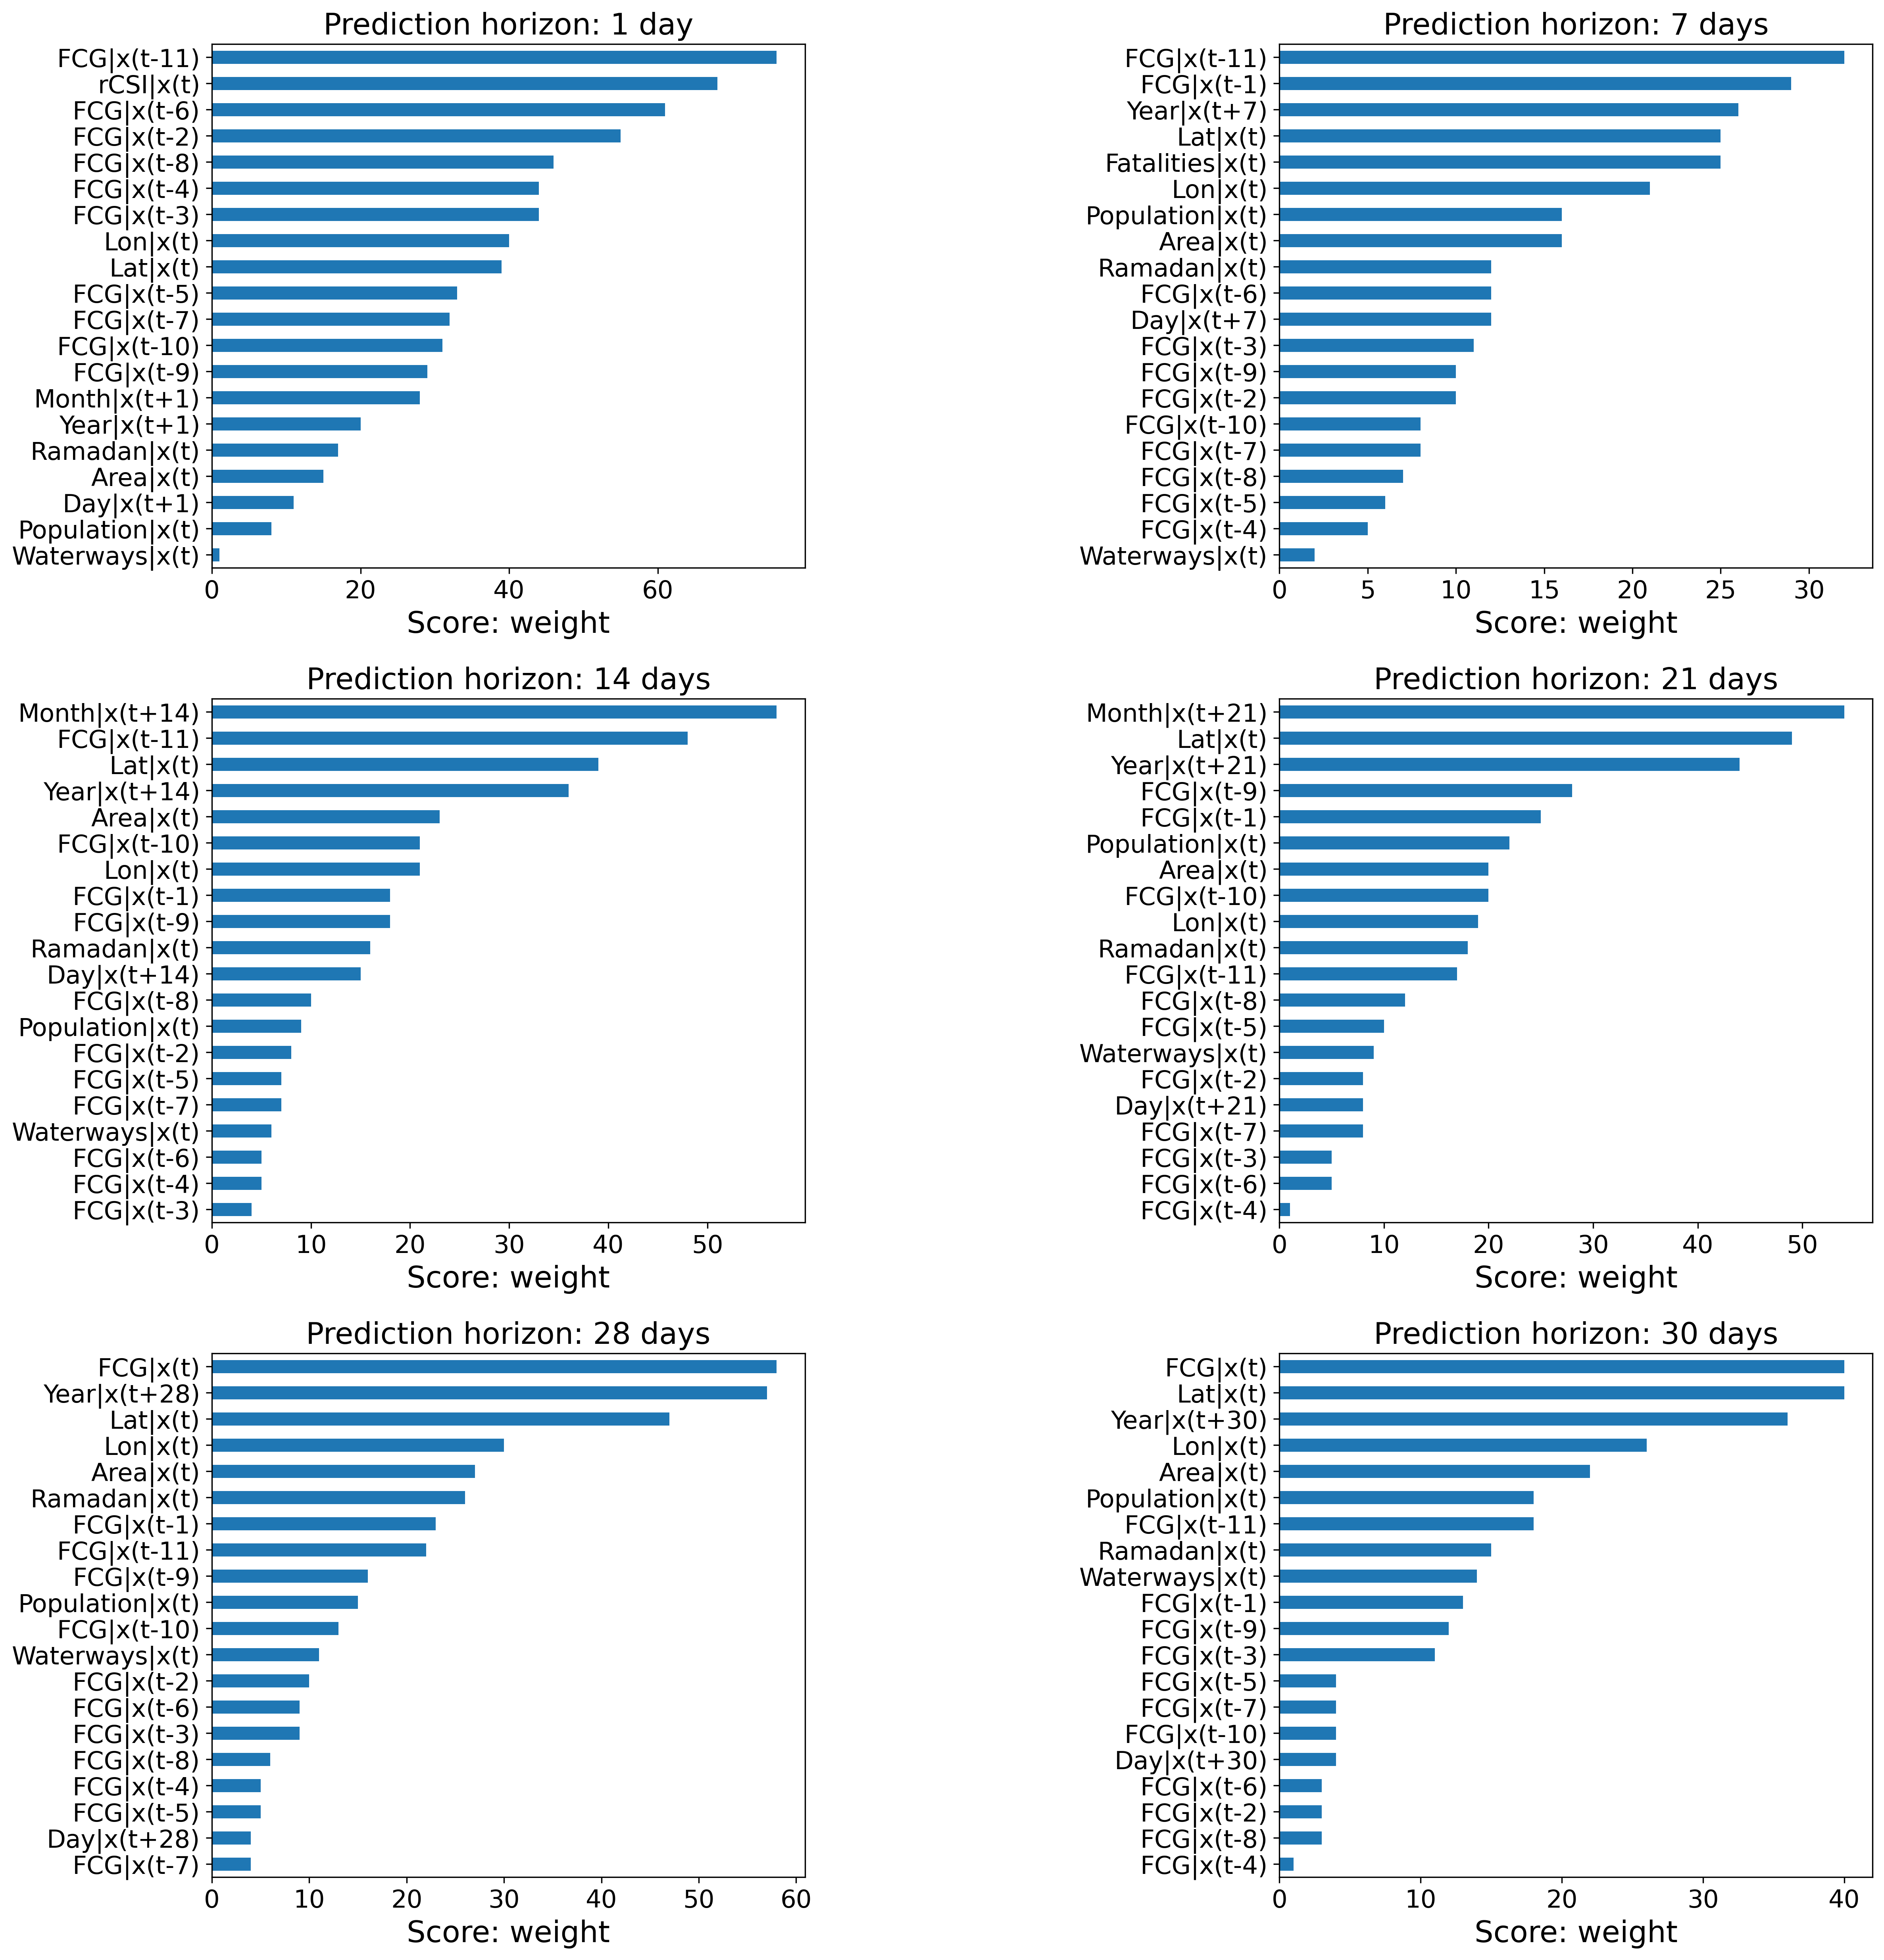 Prediction horizon: 1 day
FCG|x(t-11)
rCSI|x(t)
FCG|x(t-6)
FCG|x(t-2)
FCG|x(t-8)
FCG|x(t-4)
FCG|x(t-3)
Lon|x(t)
Lat|x(t)
FCG|x(t-5)
FCG|x(t-7)
FCG|x(t-10)
FCG|x(t-9)
Month|x(t+1)
Year|x(t+1)
Ramadan|x(t)
Area|x(t)
Day|x(t+1)
Population|x(t)
Waterways|x(t)
0 20 40 60
Score: weight
Prediction horizon: 7 days
FCG|x(t-11)
FCG|x(t-1)
Year|x(t+7)
Lat|x(t)
Fatalities|x(t)
Lon|x(t)
Population|x(t)
Area|x(t)
Ramadan|x(t)
FCG|x(t-6)
Day|x(t+7)
FCG|x(t-3)
FCG|x(t-9)
FCG|x(t-2)
FCG|x(t-10)
FCG|x(t-7)
FCG|x(t-8)
FCG|x(t-5)
FCG|x(t-4)
Waterways|x(t)
0 5 10 15 20 25 30
Score: weight
Prediction horizon: 14 days
Month|x(t+14)
FCG|x(t-11)
Lat|x(t)
Year|x(t+14)
Area|x(t)
FCG|x(t-10)
Lon|x(t)
FCG|x(t-1)
FCG|x(t-9)
Ramadan|x(t)
Day|x(t+14)
FCG|x(t-8)
Population|x(t)
FCG|x(t-2)
FCG|x(t-5)
FCG|x(t-7)
Waterways|x(t)
FCG|x(t-6)
FCG|x(t-4)
FCG|x(t-3)
0 10 20 30 40 50
Score: weight
Prediction horizon: 21 days
Month|x(t+21)
Lat|x(t)
Year|x(t+21)
FCG|x(t-9)
FCG|x(t-1)
Population|x(t)
Area|x(t)
FCG|x(t-10)
Lon|x(t)
Ramadan|x(t)
FCG|x(t-11)
FCG|x(t-8)
FCG|x(t-5)
Waterways|x(t)
FCG|x(t-2)
Day|x(t+21)
FCG|x(t-7)
FCG|x(t-3)
FCG|x(t-6)
FCG|x(t-4)
0 10 20 30 40 50
Score: weight
Prediction horizon: 28 days
FCG|x(t)
Year|x(t+28)
Lat|x(t)
Lon|x(t)
Area|x(t)
Ramadan|x(t)
FCG|x(t-1)
FCG|x(t-11)
FCG|x(t-9)
Population|x(t)
FCG|x(t-10)
Waterways|x(t)
FCG|x(t-2)
FCG|x(t-6)
FCG|x(t-3)
FCG|x(t-8)
FCG|x(t-4)
FCG|x(t-5)
Day|x(t+28)
FCG|x(t-7)
0 10 20 30 40 50 60
Score: weight
Prediction horizon: 30 days
FCG|x(t)
Lat|x(t)
Year|x(t+30)
Lon|x(t)
Area|x(t)
Population|x(t)
FCG|x(t-11)
Ramadan|x(t)
Waterways|x(t)
FCG|x(t-1)
FCG|x(t-9)
FCG|x(t-3)
FCG|x(t-5)
FCG|x(t-7)
FCG|x(t-10)
Day|x(t+30)
FCG|x(t-6)
FCG|x(t-2)
FCG|x(t-8)
FCG|x(t-4)
0 10 20 30 40
Score: weight